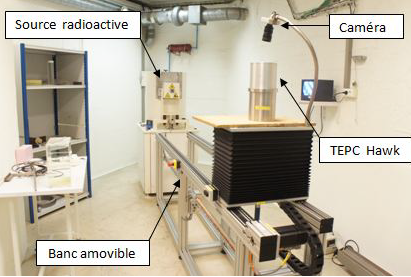 Source radioactive
Caméra
TEPC Hawk
Banc amovible